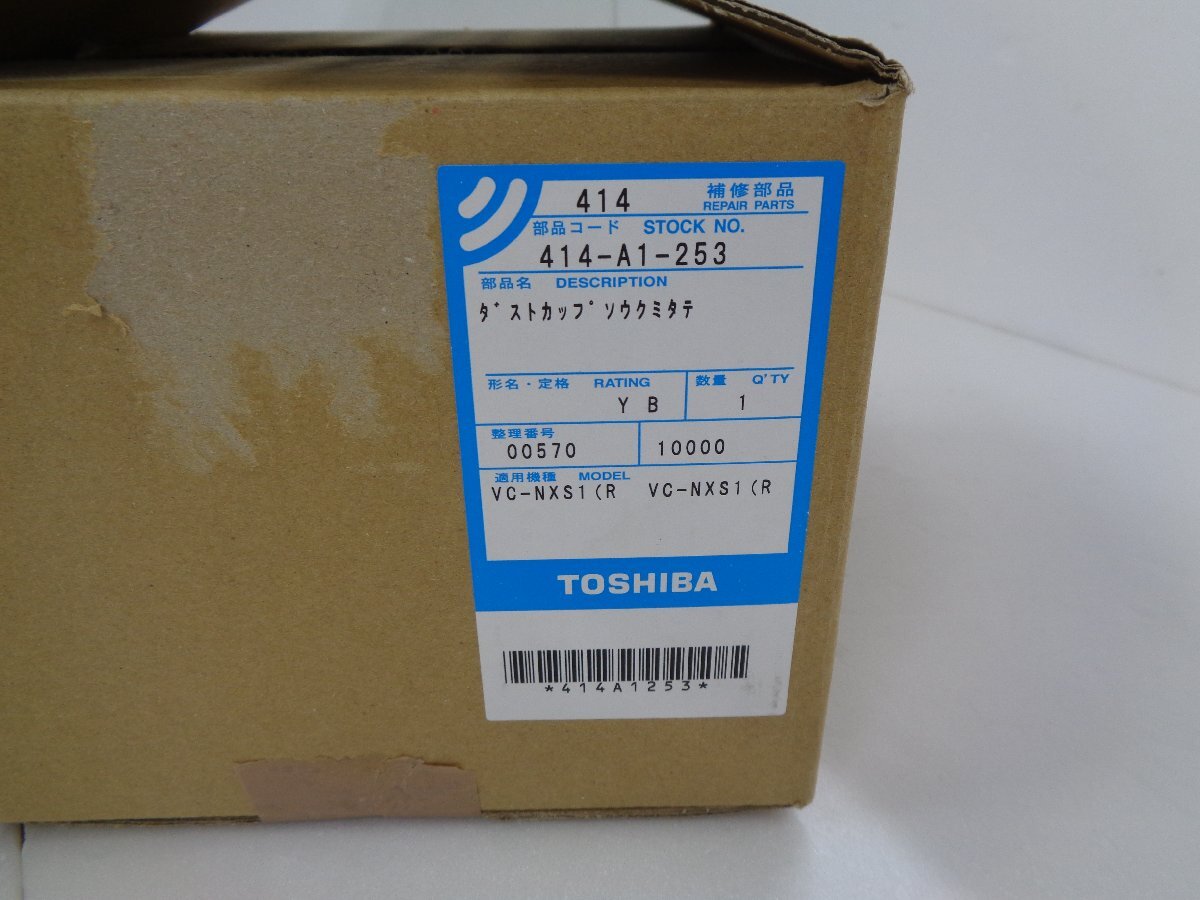 414 補修部品
REPAIR PARTS
部品コード STOCK NO.
414-A1-253
部品名 DESCRIPTION
ﾀﾞｽﾄｶｯﾌﾟｿｳｸﾐﾀﾃ
形名・定格 RATING 数量 Q'TY
Y B 1
整理番号
00570 10000
適用機種 MODEL
VC-NXS1(R VC-NXS1(R
TOSHIBA
*414A1253*